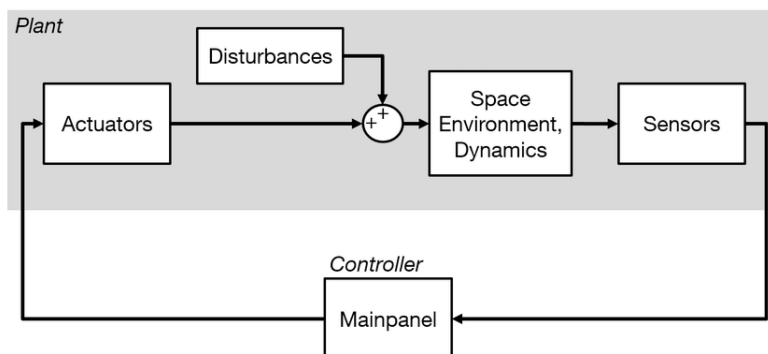 Plant
Disturbances
Actuators
+
+
Space
Environment,
Dynamics
Sensors
Controller
Mainpanel